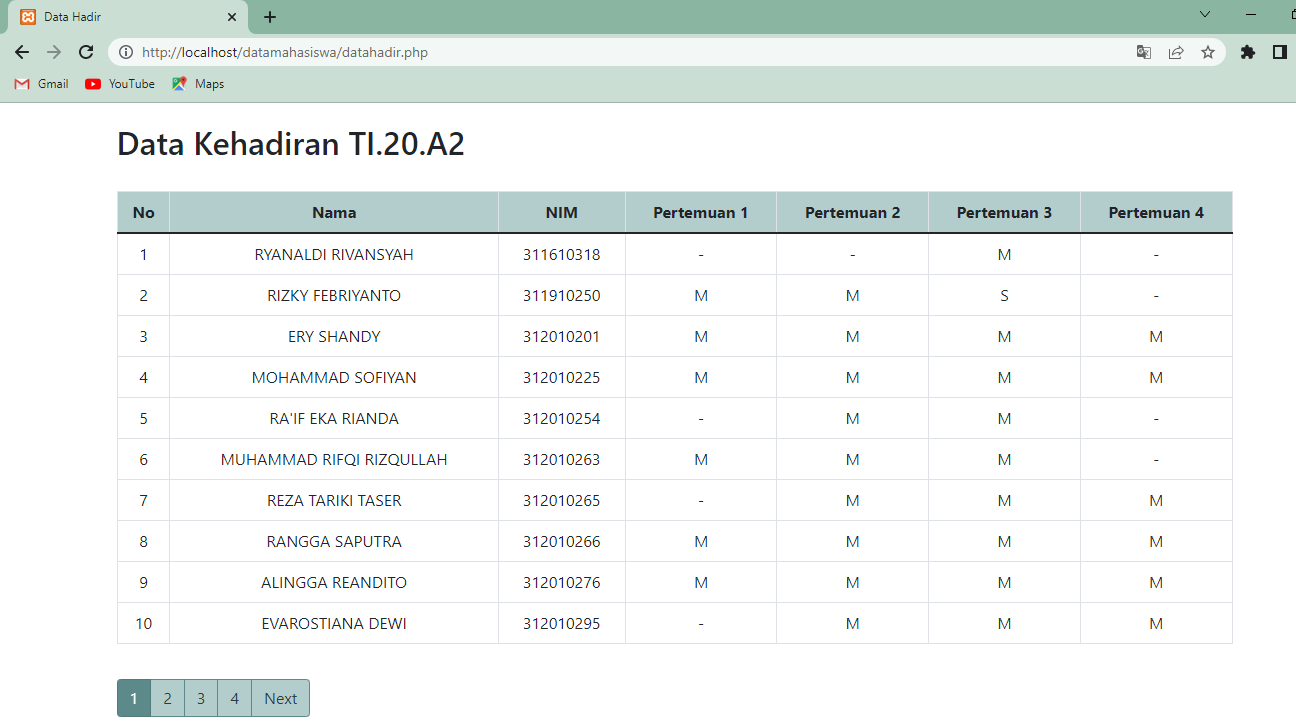 Data Hadir
http://localhost/datamahasiswa/datahadir.php
Gmail YouTube Maps
Data Kehadiran TI.20.A2
No Nama NIM Pertemuan 1 Pertemuan 2 Pertemuan 3 Pertemuan 4
1 RYANALDI RIVANSYAH 311610318 - - M -
2 RIZKY FEBRIYANTO 311910250 M M S -
3 ERY SHANDY 312010201 M M M M
4 MOHAMMAD SOFIYAN 312010225 M M M M
5 RA'IF EKA RIANDA 312010254 - M M -
6 MUHAMMAD RIFQI RIZQULLAH 312010263 M M M -
7 REZA TARIKI TASER 312010265 - M M M
8 RANGGA SAPUTRA 312010266 M M M M
9 ALINGGA REANDITO 312010276 M M M M
10 EVAROSTIANA DEWI 312010295 - M M M
1 2 3 4 Next